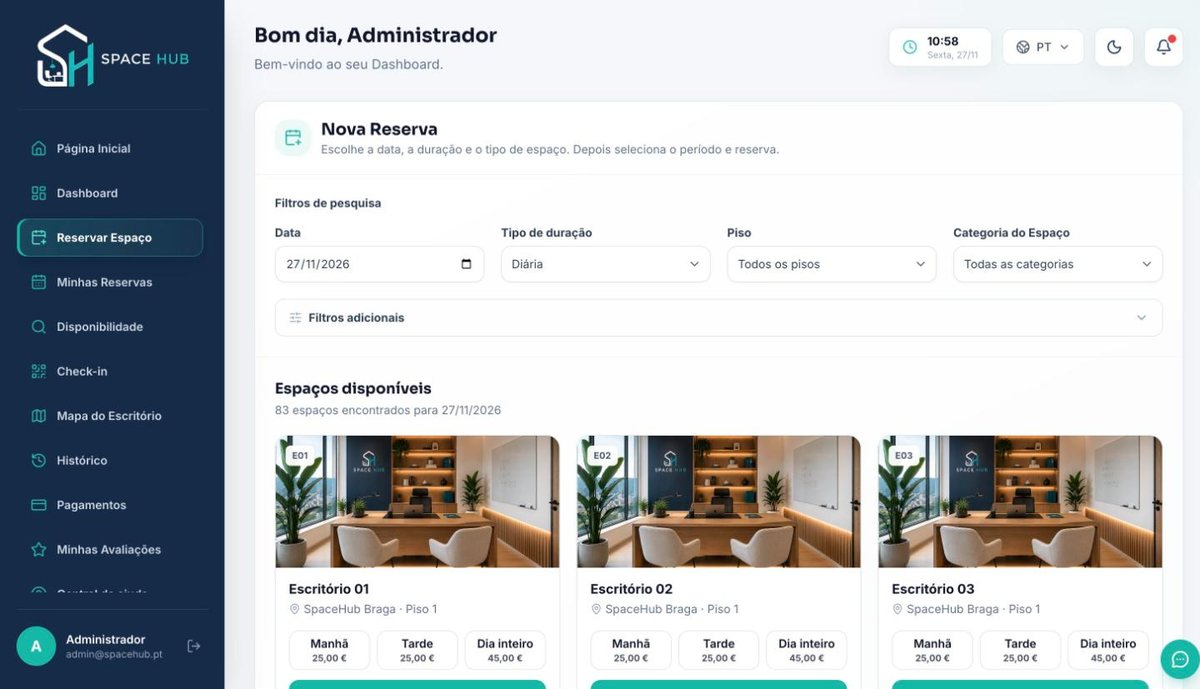 SPACE HUB
Página Inicial
Dashboard
Reservar Espaço
Minhas Reservas
Disponibilidade
Check-in
Mapa do Escritório
Histórico
Pagamentos
Minhas Avaliações
A
Administrador
admin@spacehub.pt
Bom dia, Administrador
Bem-vindo ao seu Dashboard.
10:58
Sexta, 27/11
PT
Nova Reserva
Escolhe a data, a duração e o tipo de espaço. Depois seleciona o período e reserva.
Filtros de pesquisa
Data
27/11/2026
Tipo de duração
Diária
Piso
Todos os pisos
Categoria do Espaço
Todas as categorias
Filtros adicionais
Espaços disponíveis
83 espaços encontrados para 27/11/2026
E01
SPACE HUB
Escritório 01
SpaceHub Braga · Piso 1
Manhã
25,00 €
Tarde
25,00 €
Dia inteiro
45,00 €
E02
SPACE HUB
Escritório 02
SpaceHub Braga · Piso 1
Manhã
25,00 €
Tarde
25,00 €
Dia inteiro
45,00 €
E03
SPACE HUB
Escritório 03
SpaceHub Braga · Piso 1
Manhã
25,00 €
Tarde
25,00 €
Dia inteiro
45,00 €